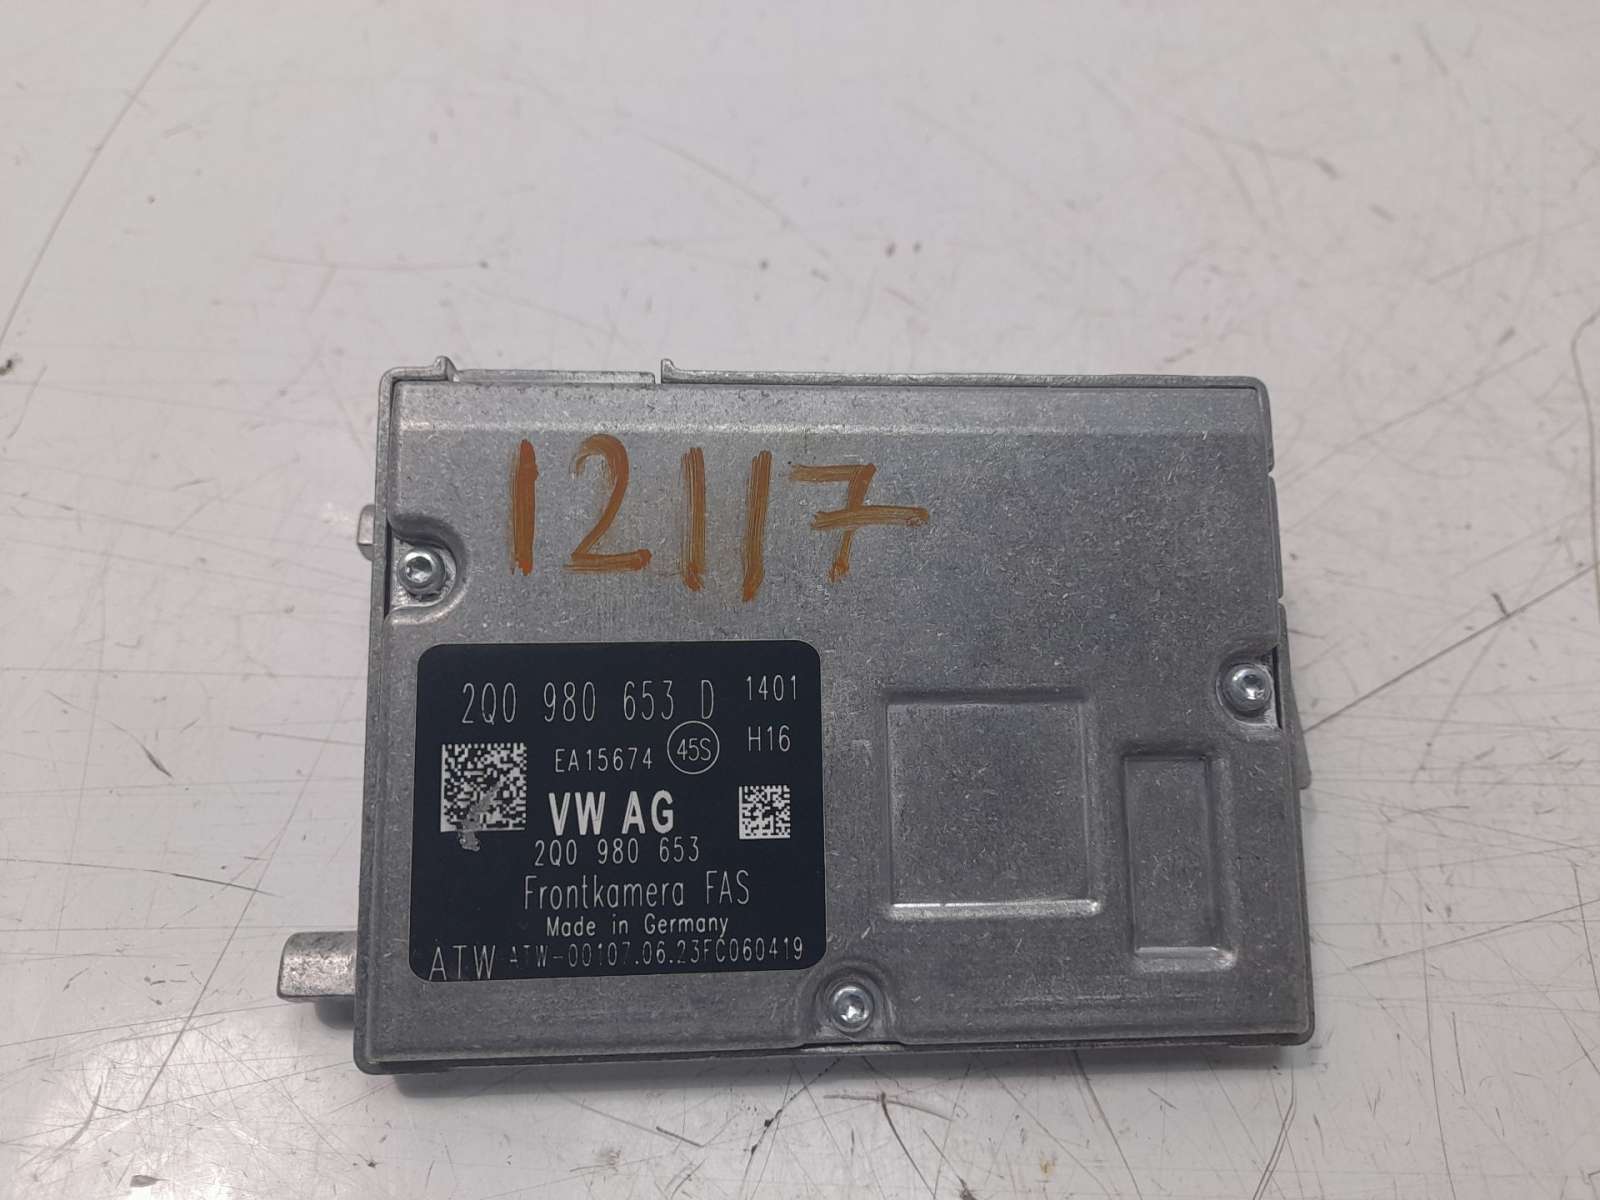 12117
2Q0 980 653 D 1401
EA15674 45S H16
VW AG
2Q0 980 653
Frontkamera FAS
Made in Germany
ATW ATW-00107.06.23FC060419